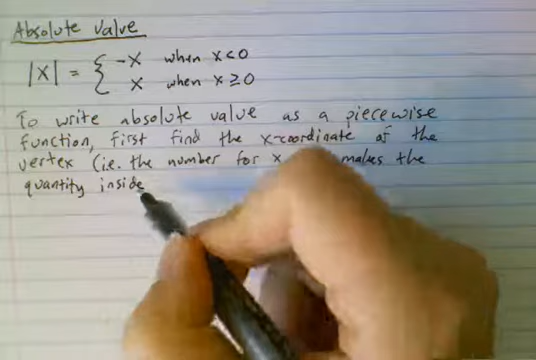 Absolute Value
|X| = { -X when X<0
X when X≥0
To write absolute value as a piecewise
function, first find the x-coordinate of the
vertex (i.e. the number for x makes the
quantity inside